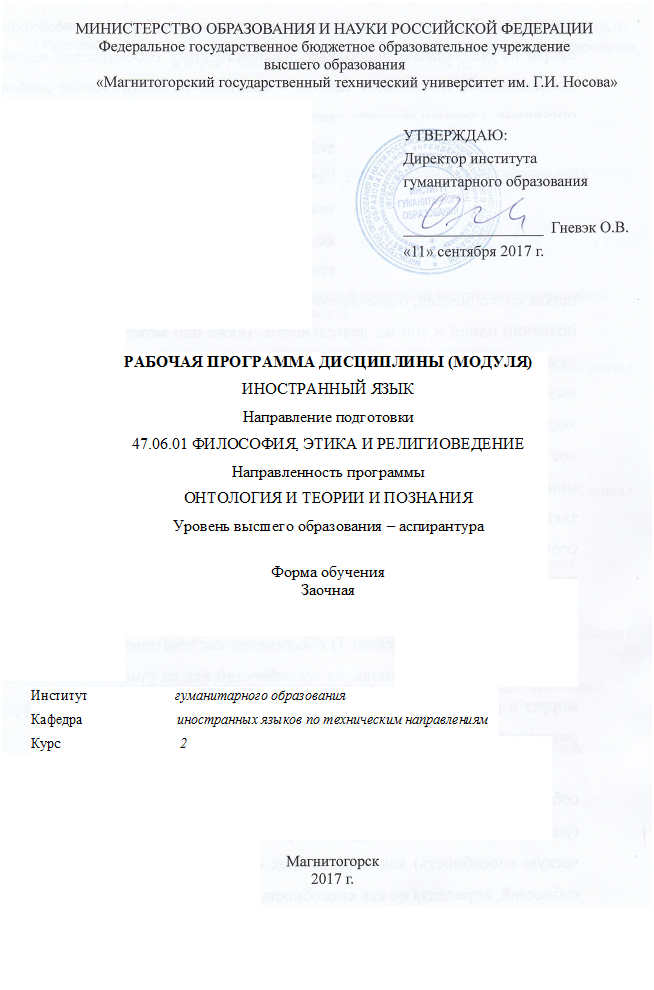 МИНИСТЕРСТВО ОБРАЗОВАНИЯ И НАУКИ РОССИЙСКОЙ ФЕДЕРАЦИИ
Федеральное государственное бюджетное образовательное учреждение
высшего образования
«Магнитогорский государственный технический университет им. Г.И. Носова»
УТВЕРЖДАЮ:
Директор института
гуманитарного образования
ИНСТИТУТ
ГУМАНИТАРНОГО
ОБРАЗОВАНИЯ
Гневэк О.В.
«11» сентября 2017 г.
РАБОЧАЯ ПРОГРАММА ДИСЦИПЛИНЫ (МОДУЛЯ)
ИНОСТРАННЫЙ ЯЗЫК
Направление подготовки
47.06.01 ФИЛОСОФИЯ, ЭТИКА И РЕЛИГИОВЕДЕНИЕ
Направленность программы
ОНТОЛОГИЯ И ТЕОРИИ И ПОЗНАНИЯ
Уровень высшего образования – аспирантура
Форма обучения
Заочная
Институт гуманитарного образования
Кафедра иностранных языков по техническим направлениям
Курс 2
Магнитогорск
2017 г.